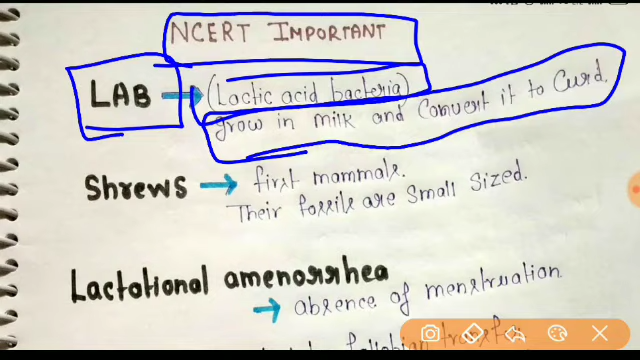 NCERT IMPORTANT
LAB → (Lactic acid bacteria)
grow in milk and convert it to curd.
Shrews → first mammals.
Their fossils are small sized.
Lactational amenorrhea
→ absence of menstruation